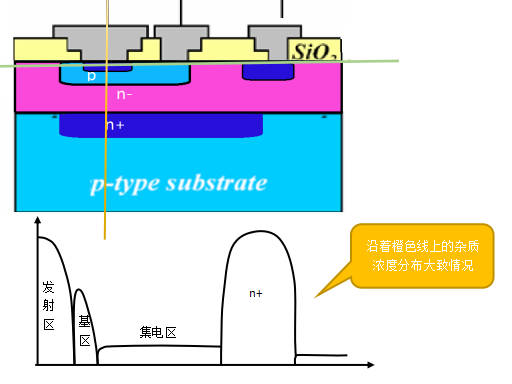 SiO₂
p
n-
n+
p-type substrate
沿着橙色线上的杂质
浓度分布大致情况
发
射
区
基
区
集电区
n+